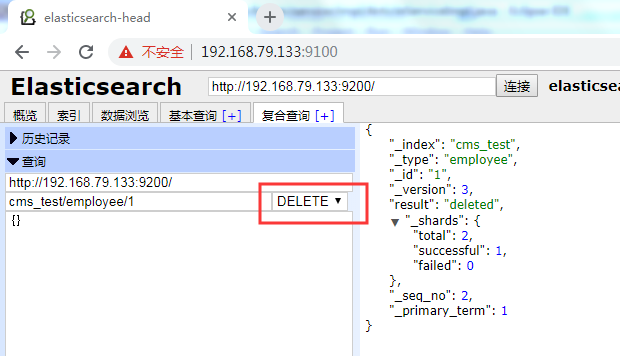 elasticsearch-head
不安全 192.168.79.133:9100
Elasticsearch http://192.168.79.133:9200/ 连接 elasticsea
概览 索引 数据浏览 基本查询 [+] 复合查询 [+]
历史记录
查询
http://192.168.79.133:9200/
cms_test/employee/1 DELETE
{}
{
"_index": "cms_test",
"_type": "employee",
"_id": "1",
"_version": 3,
"result": "deleted",
"_shards": {
"total": 2,
"successful": 1,
"failed": 0
},
"_seq_no": 2,
"_primary_term": 1
}